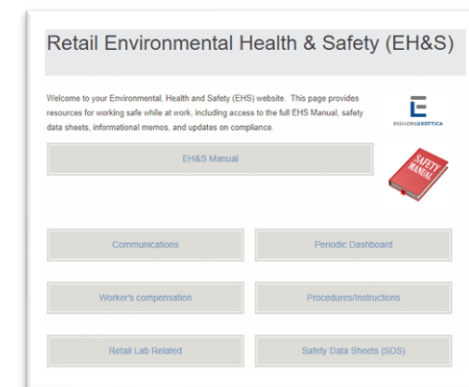 Retail Environmental Health & Safety (EH&S)
Welcome to your Environmental, Health and Safety (EHS) website. This page provides
resources for working safe while at work, including access to the full EHS Manual, safety
data sheets, informational memos, and updates on compliance.
ESSILORLUXOTTICA
EH&S Manual
SAFETY
MANUAL
Communications
Periodic Dashboard
Worker's compensation
Procedures/Instructions
Retail Lab Related
Safety Data Sheets (SDS)